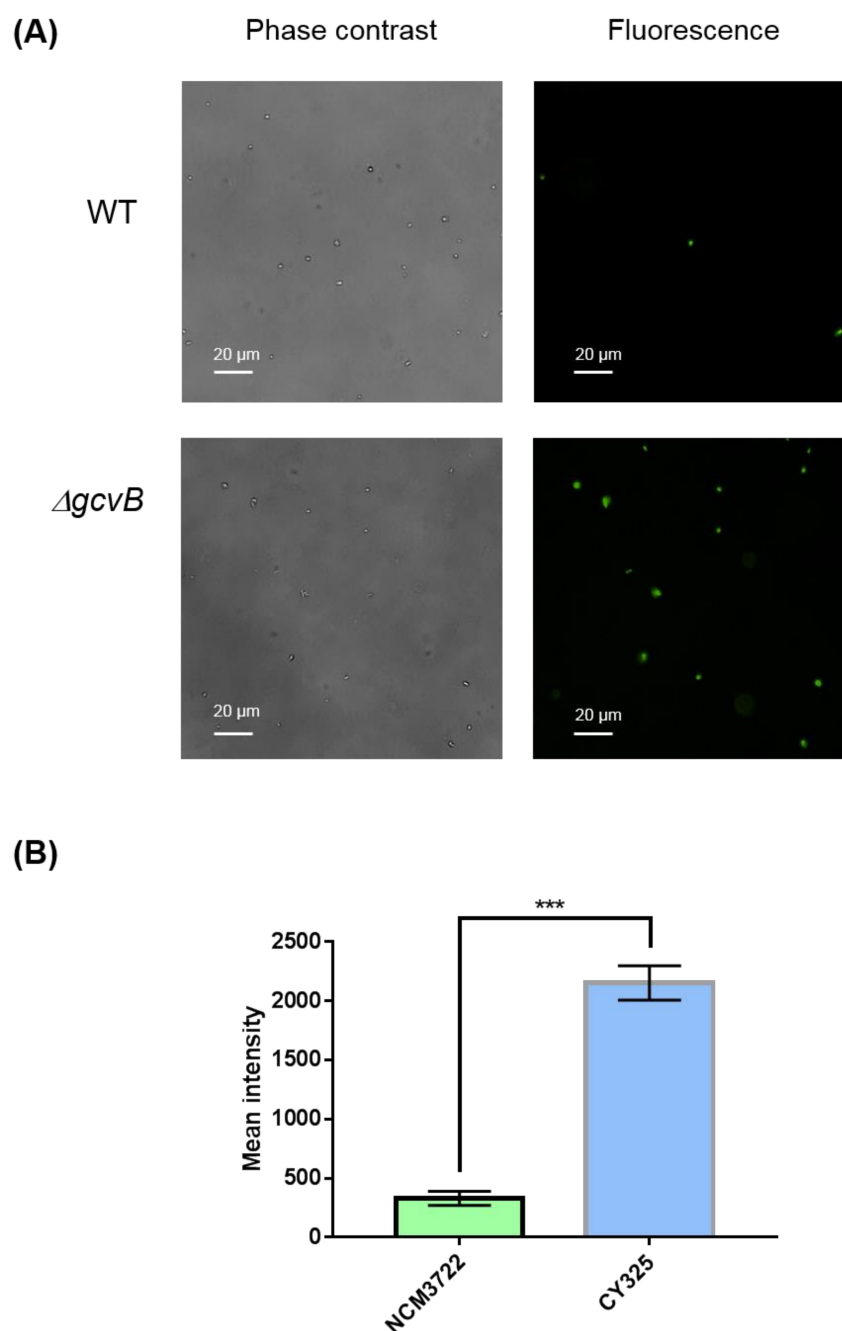 (A)
Phase contrast
Fluorescence
WT
20 µm
20 µm
ΔgcvB
20 µm
20 µm
(B)
***
2500
2000
1500
1000
500
0
Mean intensity
NCM3722
CY325